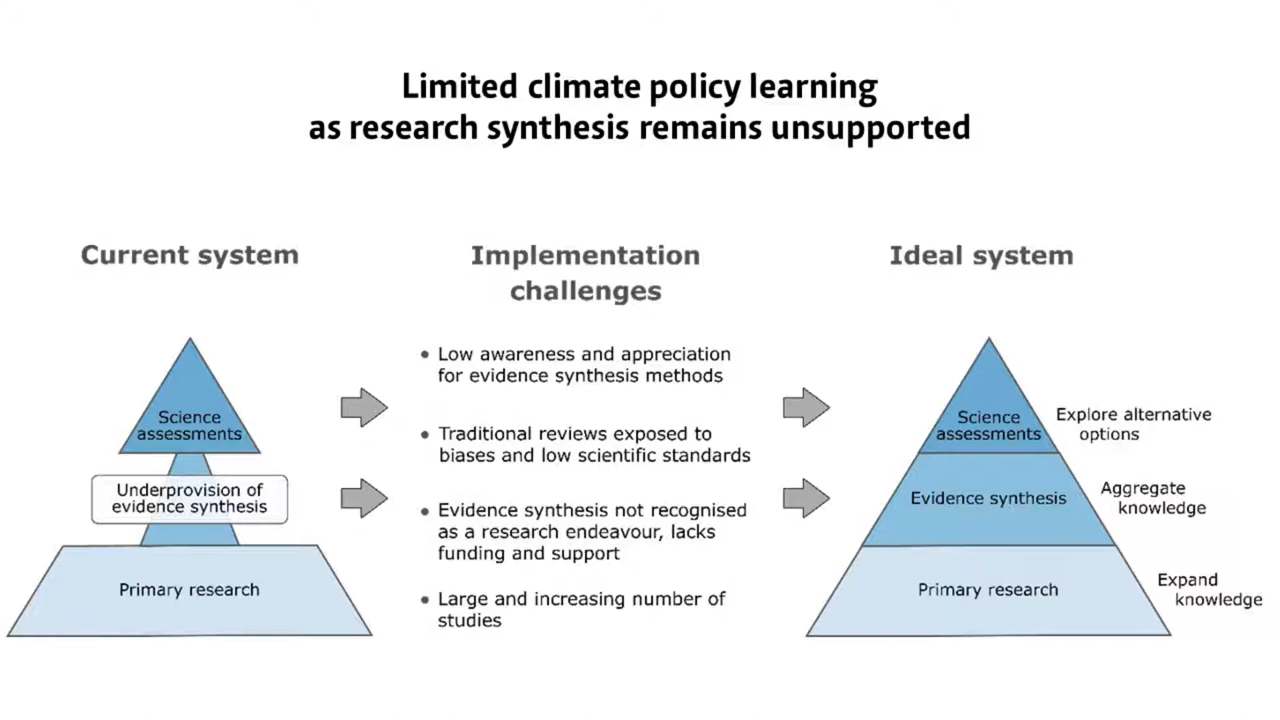 Limited climate policy learning
as research synthesis remains unsupported
Current system
Science
assessments
Underprovision of
evidence synthesis
Primary research
Implementation
challenges
• Low awareness and appreciation
for evidence synthesis methods
• Traditional reviews exposed to
biases and low scientific standards
• Evidence synthesis not recognised
as a research endeavour, lacks
funding and support
• Large and increasing number of
studies
Ideal system
Science
assessments
Explore alternative
options
Evidence synthesis
Aggregate
knowledge
Primary research
Expand
knowledge